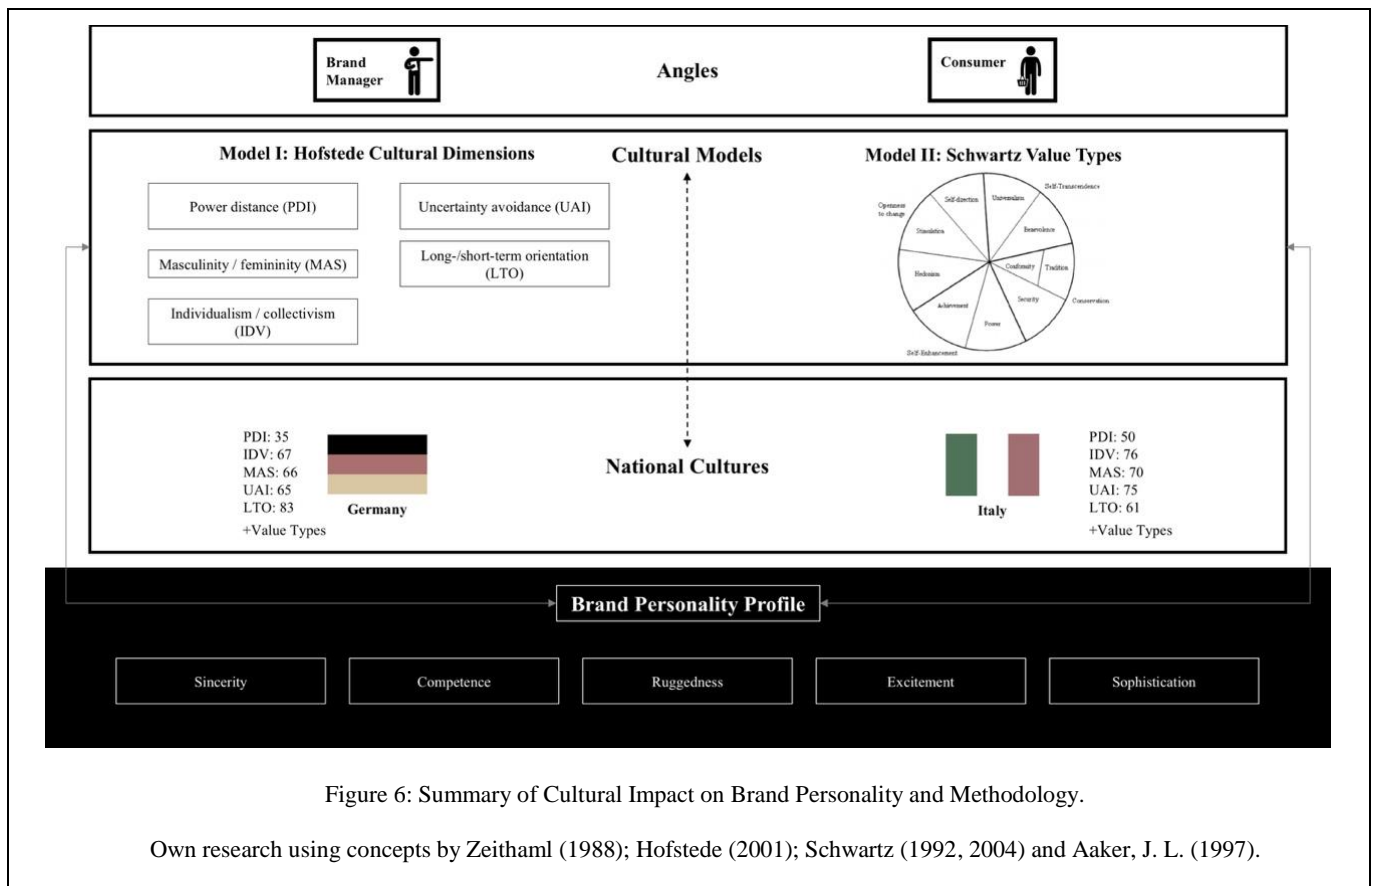 Brand
Manager
Angles
Consumer
Model I: Hofstede Cultural Dimensions
Cultural Models
Model II: Schwartz Value Types
Power distance (PDI)
Uncertainty avoidance (UAI)
Masculinity / femininity (MAS)
Long-/short-term orientation
(LTO)
Individualism / collectivism
(IDV)
Self-Transcendence
Openness
to change
Self-direction
Universalism
Stimulation
Benevolence
Hedonism
Conformity
Tradition
Achievement
Security
Conservation
Power
Self-Enhancement
PDI: 35
IDV: 67
MAS: 66
UAI: 65
LTO: 83
+Value Types
Germany
National Cultures
Italy
PDI: 50
IDV: 76
MAS: 70
UAI: 75
LTO: 61
+Value Types
Brand Personality Profile
Sincerity
Competence
Ruggedness
Excitement
Sophistication
Figure 6: Summary of Cultural Impact on Brand Personality and Methodology.
Own research using concepts by Zeithaml (1988); Hofstede (2001); Schwartz (1992, 2004) and Aaker, J. L. (1997).